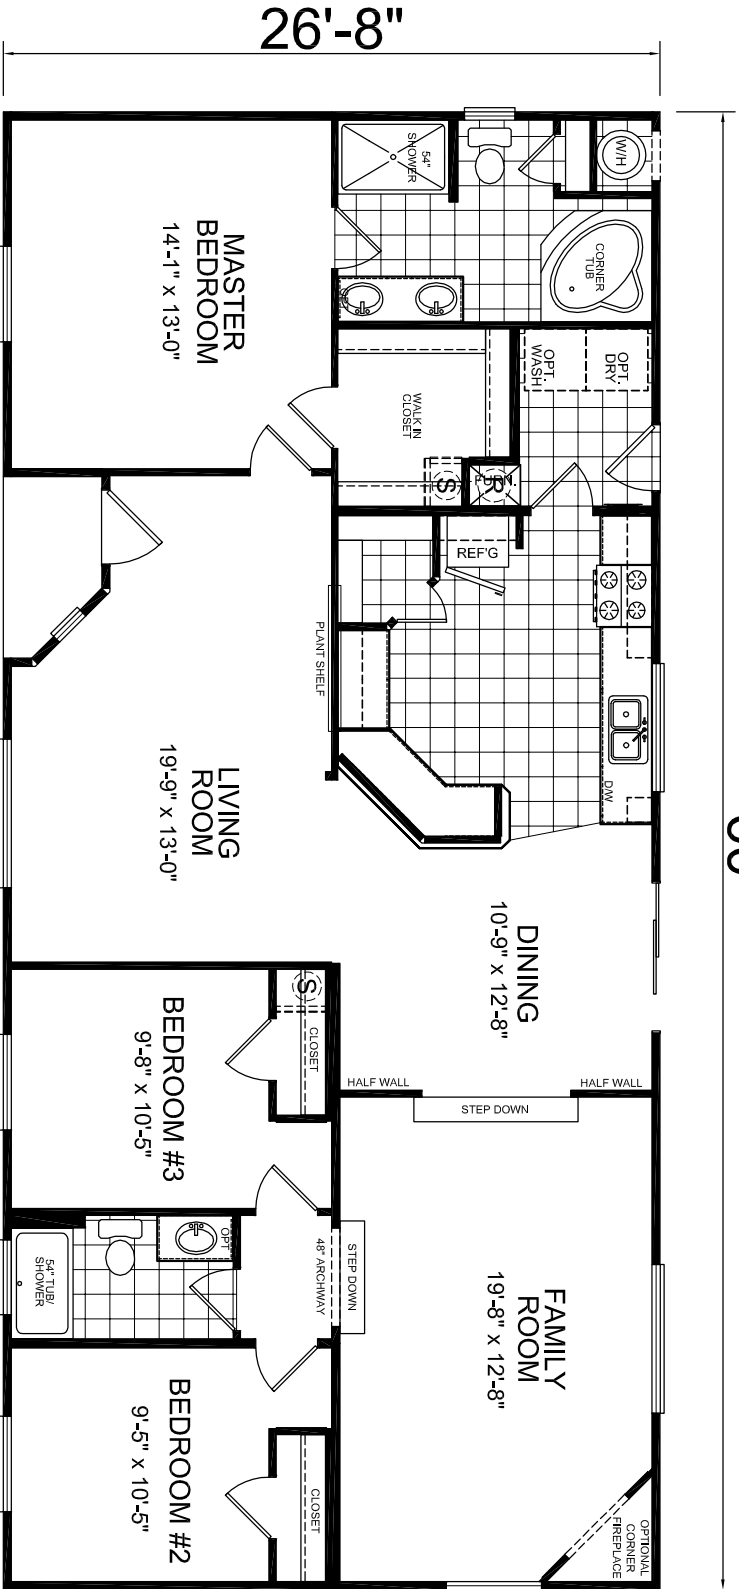 26'-8"
54"
SHOWER
W/H
CORNER
TUB
OPT
MASTER
BEDROOM
14'-1" x 13'-0"
OPT.
WASH
OPT.
DRY
WALK IN
CLOSET
S
FURN.
R
REF'G
PLANT SHELF
D/W
LIVING
ROOM
19'-9" x 13'-0"
DINING
10'-9" x 12'-8"
S
CLOSET
BEDROOM #3
9'-8" x 10'-5"
HALF WALL
HALF WALL
STEP DOWN
OPT
54" TUB/
SHOWER
48" ARCHWAY
STEP DOWN
FAMILY
ROOM
19'-8" x 12'-8"
BEDROOM #2
9'-5" x 10'-5"
CLOSET
OPTIONAL
CORNER
FIREPLACE